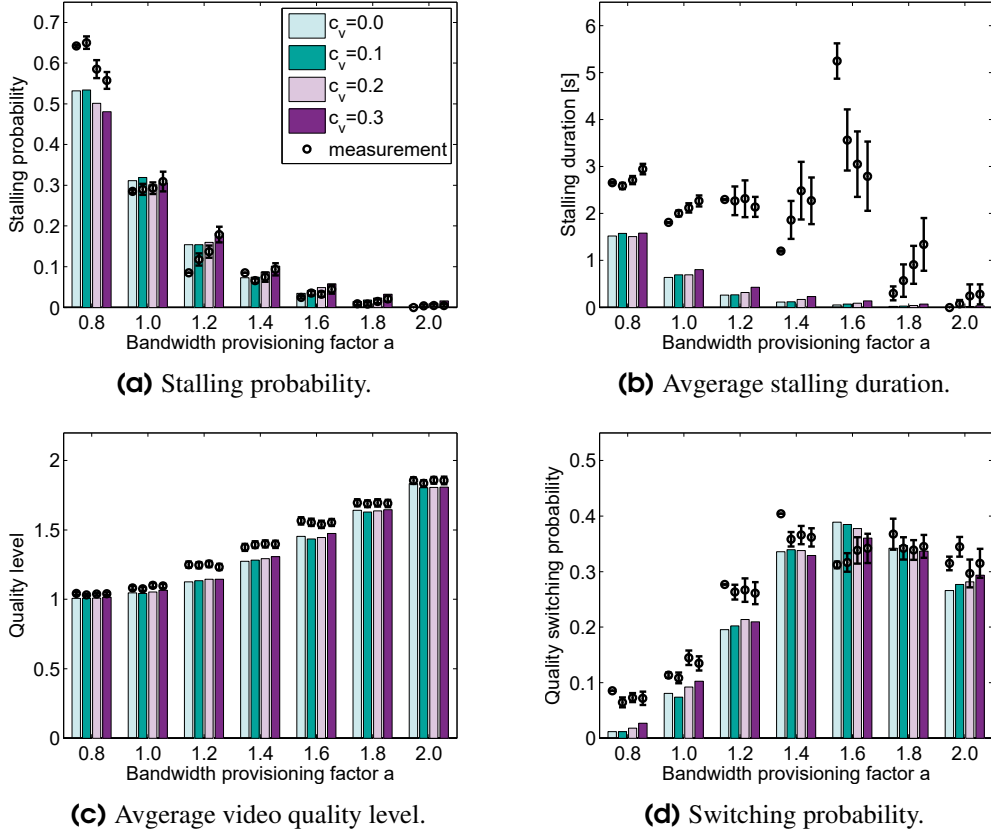 0.7
0.6
0.5
0.4
0.3
0.2
0.1
0
Stalling probability
c_v=0.0
c_v=0.1
c_v=0.2
c_v=0.3
measurement
0.8 1.0 1.2 1.4 1.6 1.8 2.0
Bandwidth provisioning factor a
(a) Stalling probability.
6
5
4
3
2
1
0
Stalling duration [s]
0.8 1.0 1.2 1.4 1.6 1.8 2.0
Bandwidth provisioning factor a
(b) Avgerage stalling duration.
2
1.5
1
0.5
0
Quality level
0.8 1.0 1.2 1.4 1.6 1.8 2.0
Bandwidth provisioning factor a
(c) Avgerage video quality level.
0.5
0.4
0.3
0.2
0.1
0
Quality switching probability
0.8 1.0 1.2 1.4 1.6 1.8 2.0
Bandwidth provisioning factor a
(d) Switching probability.